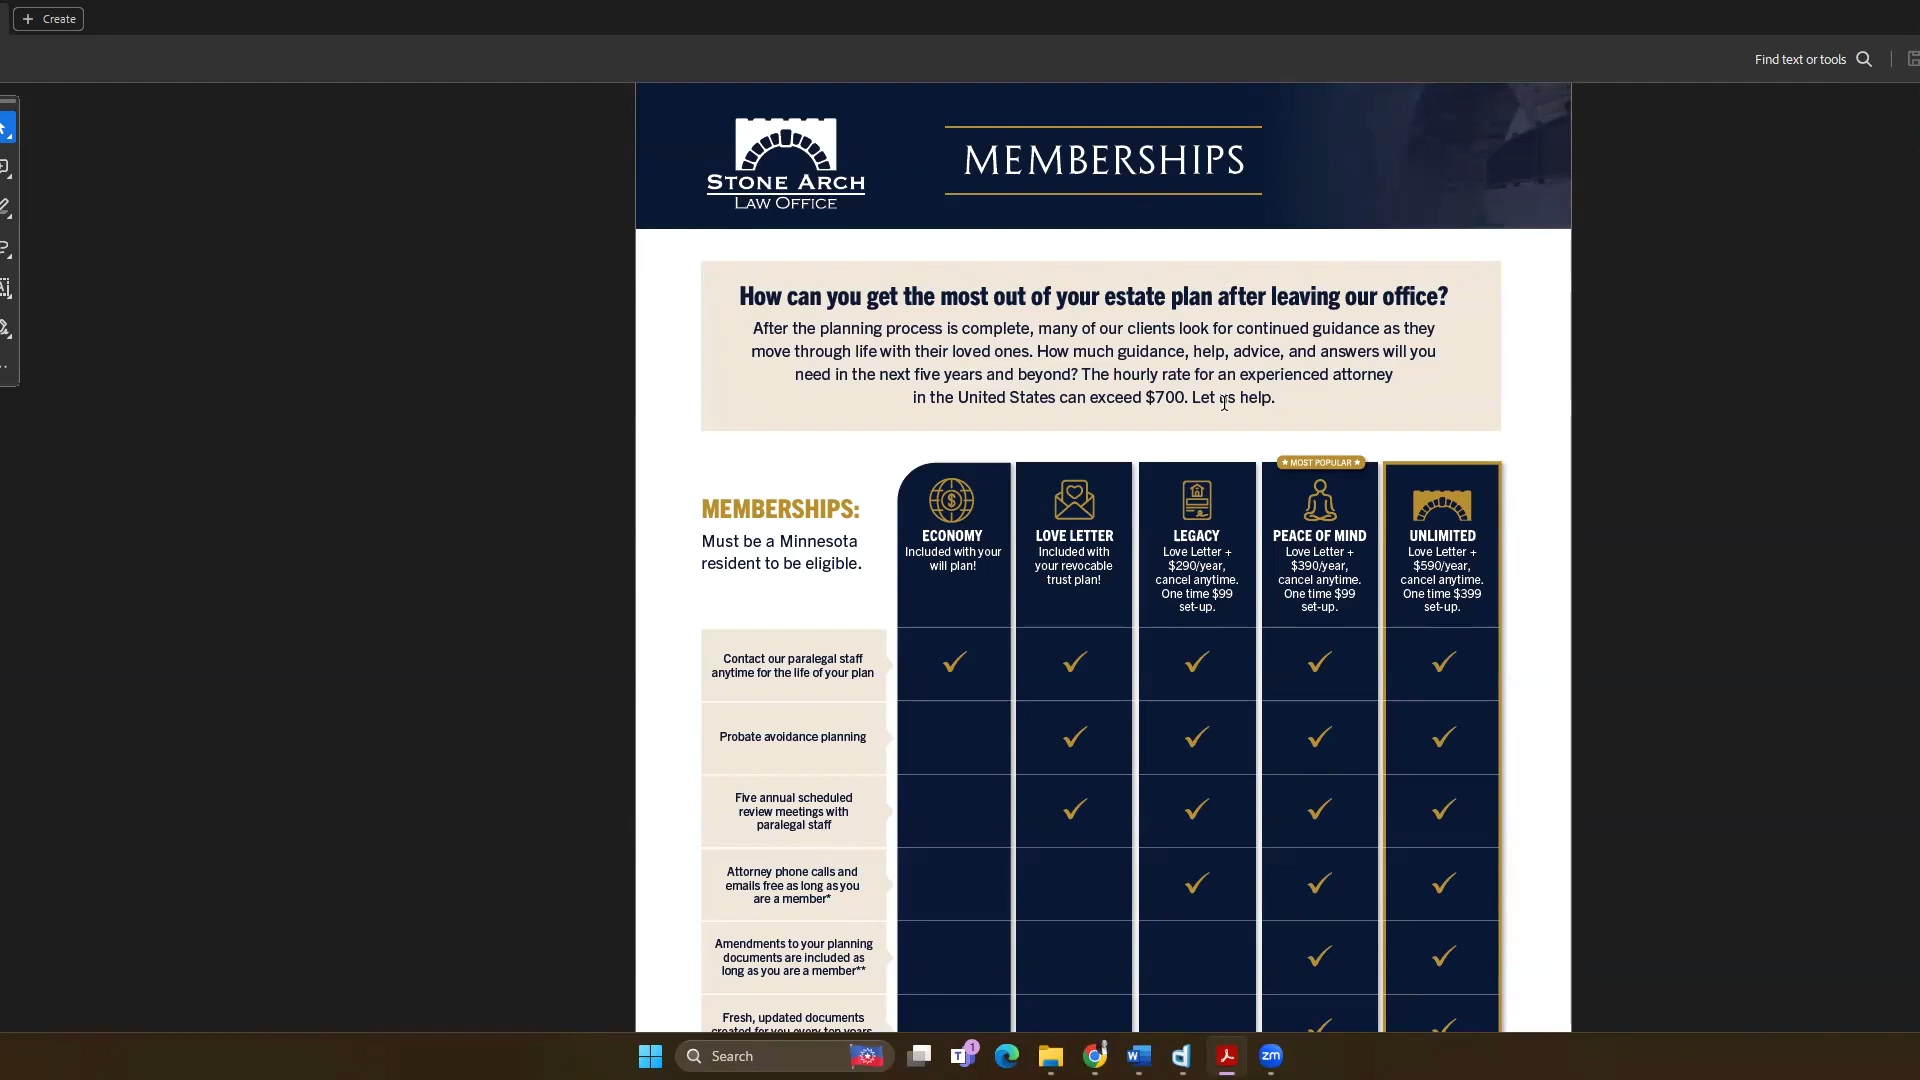 Create
Find text or tools
STONE ARCH
LAW OFFICE
MEMBERSHIPS
How can you get the most out of your estate plan after leaving our office?
After the planning process is complete, many of our clients look for continued guidance as they
move through life with their loved ones. How much guidance, help, advice, and answers will you
need in the next five years and beyond? The hourly rate for an experienced attorney
in the United States can exceed $700. Let us help.
MEMBERSHIPS:
Must be a Minnesota
resident to be eligible.
ECONOMY
Included with your
will plan!
LOVE LETTER
Included with
your revocable
trust plan!
LEGACY
Love Letter +
$290/year,
cancel anytime.
One time $99
set-up.
★ MOST POPULAR ★
PEACE OF MIND
Love Letter +
$390/year,
cancel anytime.
One time $99
set-up.
UNLIMITED
Love Letter +
$590/year,
cancel anytime.
One time $399
set-up.
Contact our paralegal staff
anytime for the life of your plan
Probate avoidance planning
Five annual scheduled
review meetings with
paralegal staff
Attorney phone calls and
emails free as long as you
are a member*
Amendments to your planning
documents are included as
long as you are a member**
Fresh, updated documents
created for you every ten years
Search
1
zm